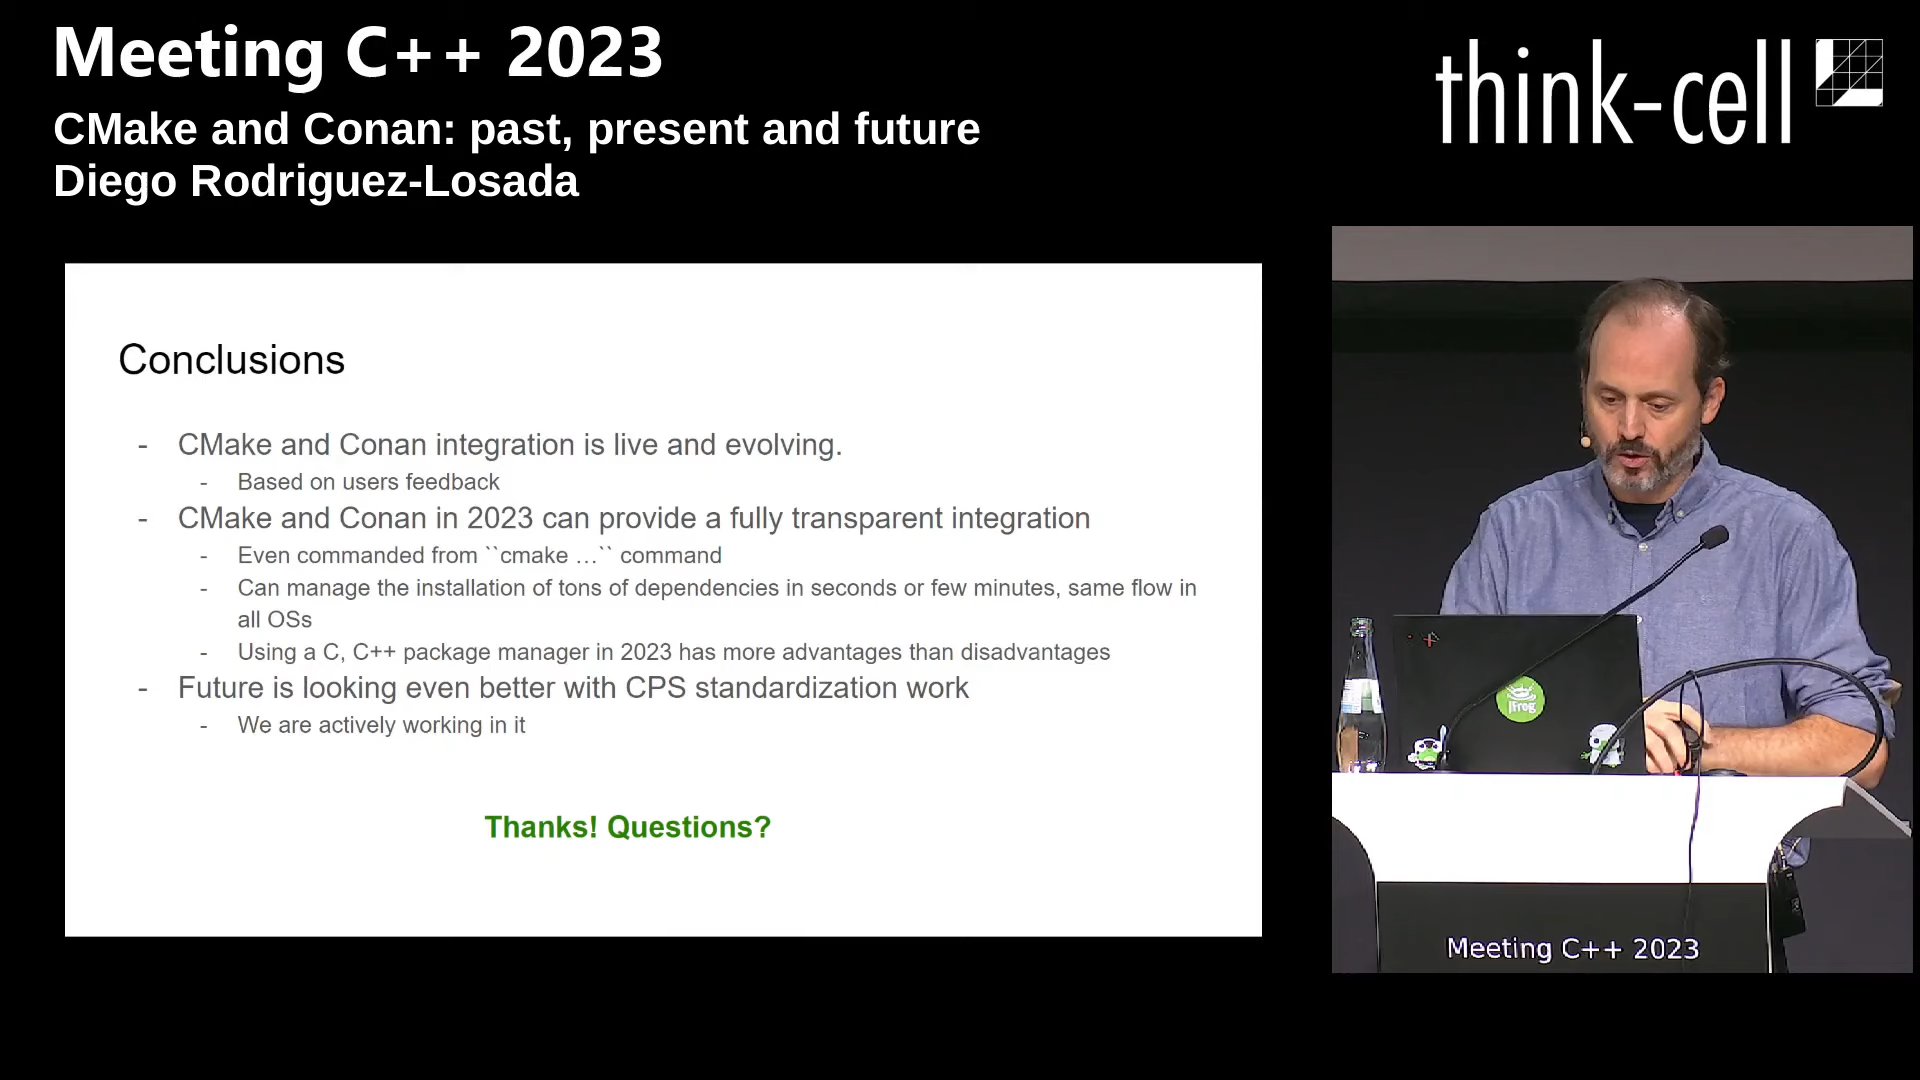 Meeting C++ 2023
CMake and Conan: past, present and future
Diego Rodriguez-Losada
think-cell
Conclusions
- CMake and Conan integration is live and evolving.
- Based on users feedback
- CMake and Conan in 2023 can provide a fully transparent integration
- Even commanded from ``cmake …`` command
- Can manage the installation of tons of dependencies in seconds or few minutes, same flow in
all OSs
- Using a C, C++ package manager in 2023 has more advantages than disadvantages
- Future is looking even better with CPS standardization work
- We are actively working in it
Thanks! Questions?
jfrog
Meeting C++ 2023